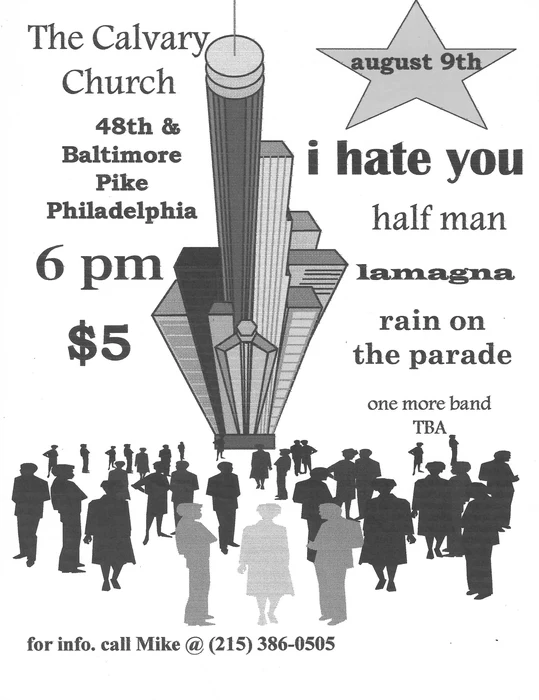 The Calvary
Church
48th &
Baltimore
Pike
Philadelphia
6 pm
$5
august 9th
i hate you
half man
lamagna
rain on
the parade
one more band
TBA
for info. call Mike @ (215) 386-0505